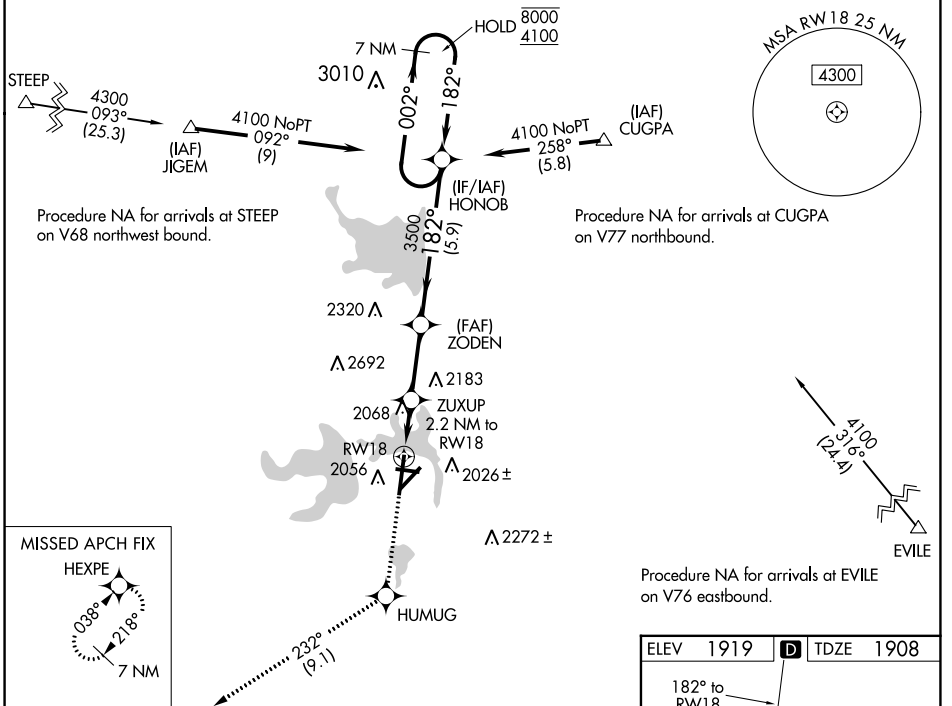 HOLD 8000
4100
7 NM
3010
002°
182°
MSA RW18 25 NM
4300
STEEP
4300
093°
(25.3)
(IAF)
JIGEM
4100 NoPT
092°
(9)
4100 NoPT
258°
(5.8)
(IAF)
CUGPA
(IF/IAF)
HONOB
Procedure NA for arrivals at STEEP
on V68 northwest bound.
Procedure NA for arrivals at CUGPA
on V77 northbound.
3500
182°
(5.9)
2320
(FAF)
ZODEN
2692
2183
2068
ZUXUP
2.2 NM to
RW18
RW18
2056
2026±
2272±
4100
316°
(24.4)
EVILE
Procedure NA for arrivals at EVILE
on V76 eastbound.
MISSED APCH FIX
HEXPE
038°
218°
7 NM
HUMUG
232°
(9.1)
ELEV 1919 D TDZE 1908
182° to
RW18